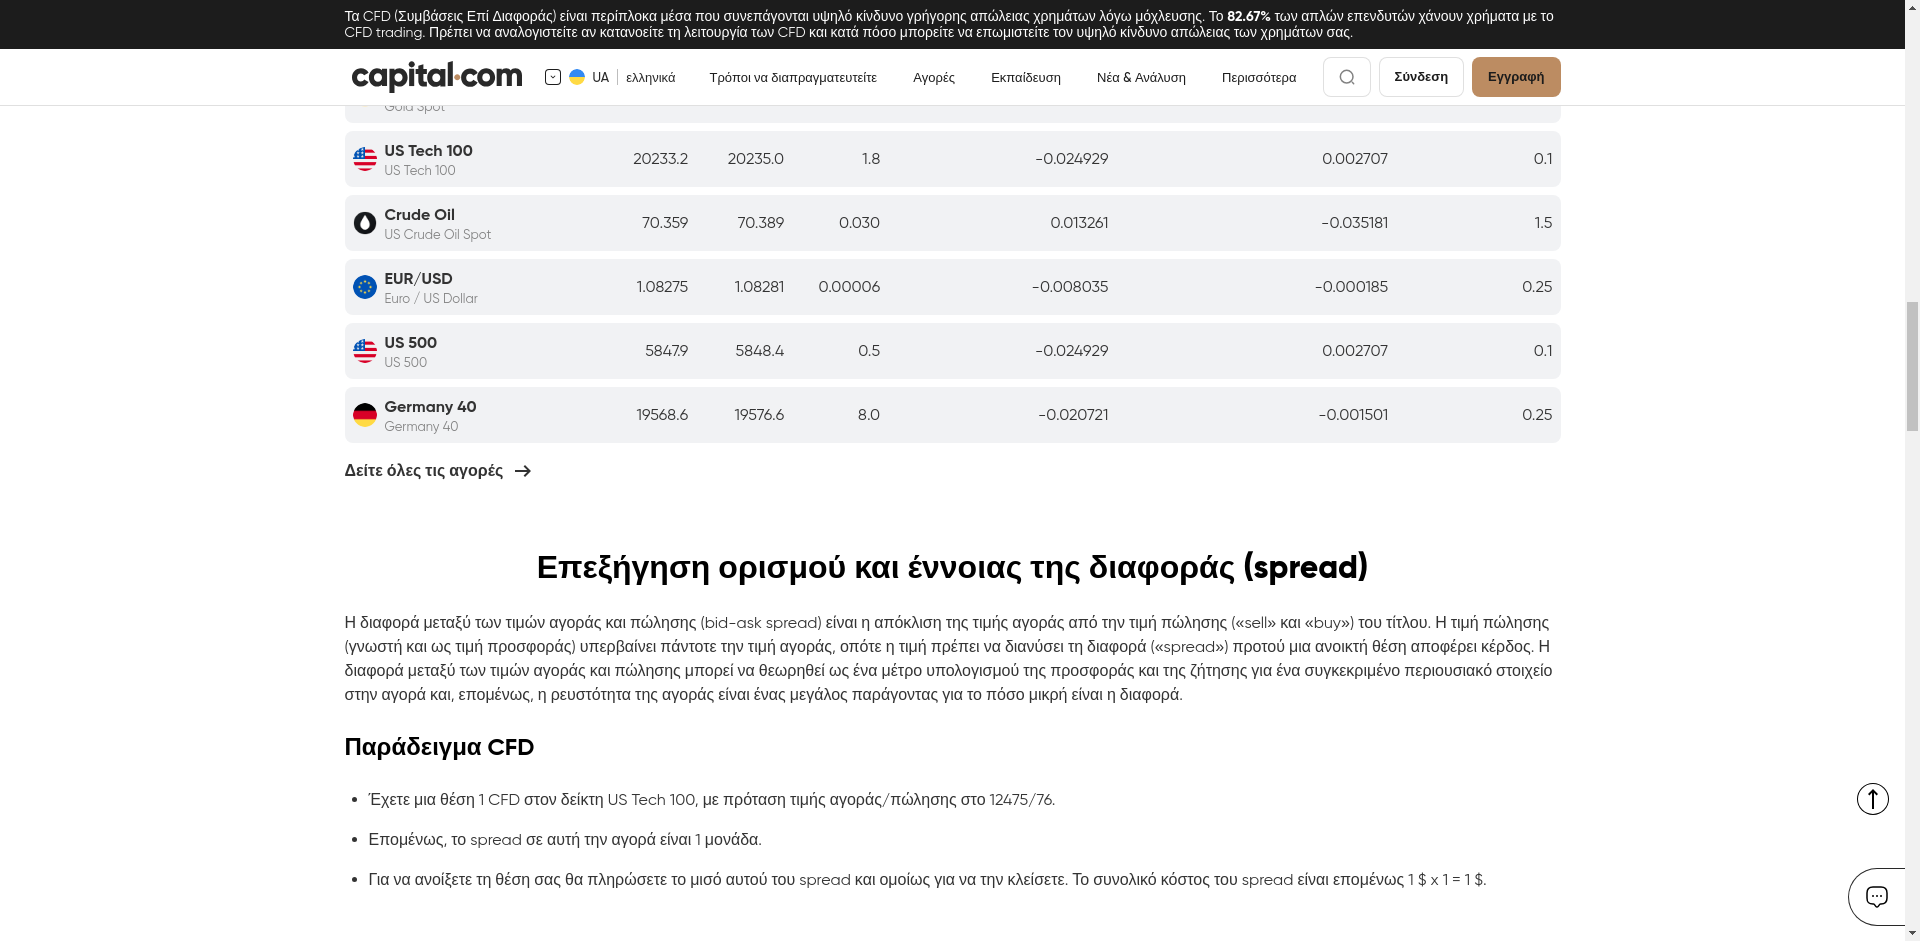 Τα CFD (Συμβάσεις Επί Διαφοράς) είναι περίπλοκα μέσα που συνεπάγονται υψηλό κίνδυνο γρήγορης απώλειας χρημάτων λόγω μόχλευσης. Το 82.67% των απλών επενδυτών χάνουν χρήματα με το
CFD trading. Πρέπει να αναλογιστείτε αν κατανοείτε τη λειτουργία των CFD και κατά πόσο μπορείτε να επωμιστείτε τον υψηλό κίνδυνο απώλειας των χρημάτων σας.
capital.com UA ελληνικά Τρόποι να διαπραγματευτείτε Αγορές Εκπαίδευση Νέα & Ανάλυση Περισσότερα Σύνδεση Εγγραφή
Gold Spot
US Tech 100 20233.2 20235.0 1.8 -0.024929 0.002707 0.1
US Tech 100
Crude Oil 70.359 70.389 0.030 0.013261 -0.035181 1.5
US Crude Oil Spot
EUR/USD 1.08275 1.08281 0.00006 -0.008035 -0.000185 0.25
Euro / US Dollar
US 500 5847.9 5848.4 0.5 -0.024929 0.002707 0.1
US 500
Germany 40 19568.6 19576.6 8.0 -0.020721 -0.001501 0.25
Germany 40
Δείτε όλες τις αγορές
Επεξήγηση ορισμού και έννοιας της διαφοράς (spread)
Η διαφορά μεταξύ των τιμών αγοράς και πώλησης (bid-ask spread) είναι η απόκλιση της τιμής αγοράς από την τιμή πώλησης («sell» και «buy») του τίτλου. Η τιμή πώλησης
(γνωστή και ως τιμή προσφοράς) υπερβαίνει πάντοτε την τιμή αγοράς, οπότε η τιμή πρέπει να διανύσει τη διαφορά («spread») προτού μια ανοικτή θέση αποφέρει κέρδος. Η
διαφορά μεταξύ των τιμών αγοράς και πώλησης μπορεί να θεωρηθεί ως ένα μέτρο υπολογισμού της προσφοράς και της ζήτησης για ένα συγκεκριμένο περιουσιακό στοιχείο
στην αγορά και, επομένως, η ρευστότητα της αγοράς είναι ένας μεγάλος παράγοντας για το πόσο μικρή είναι η διαφορά.
Παράδειγμα CFD
• Έχετε μια θέση 1 CFD στον δείκτη US Tech 100, με πρόταση τιμής αγοράς/πώλησης στο 12475/76.
• Επομένως, το spread σε αυτή την αγορά είναι 1 μονάδα.
• Για να ανοίξετε τη θέση σας θα πληρώσετε το μισό αυτού του spread και ομοίως για να την κλείσετε. Το συνολικό κόστος του spread είναι επομένως 1 $ x 1 = 1 $.